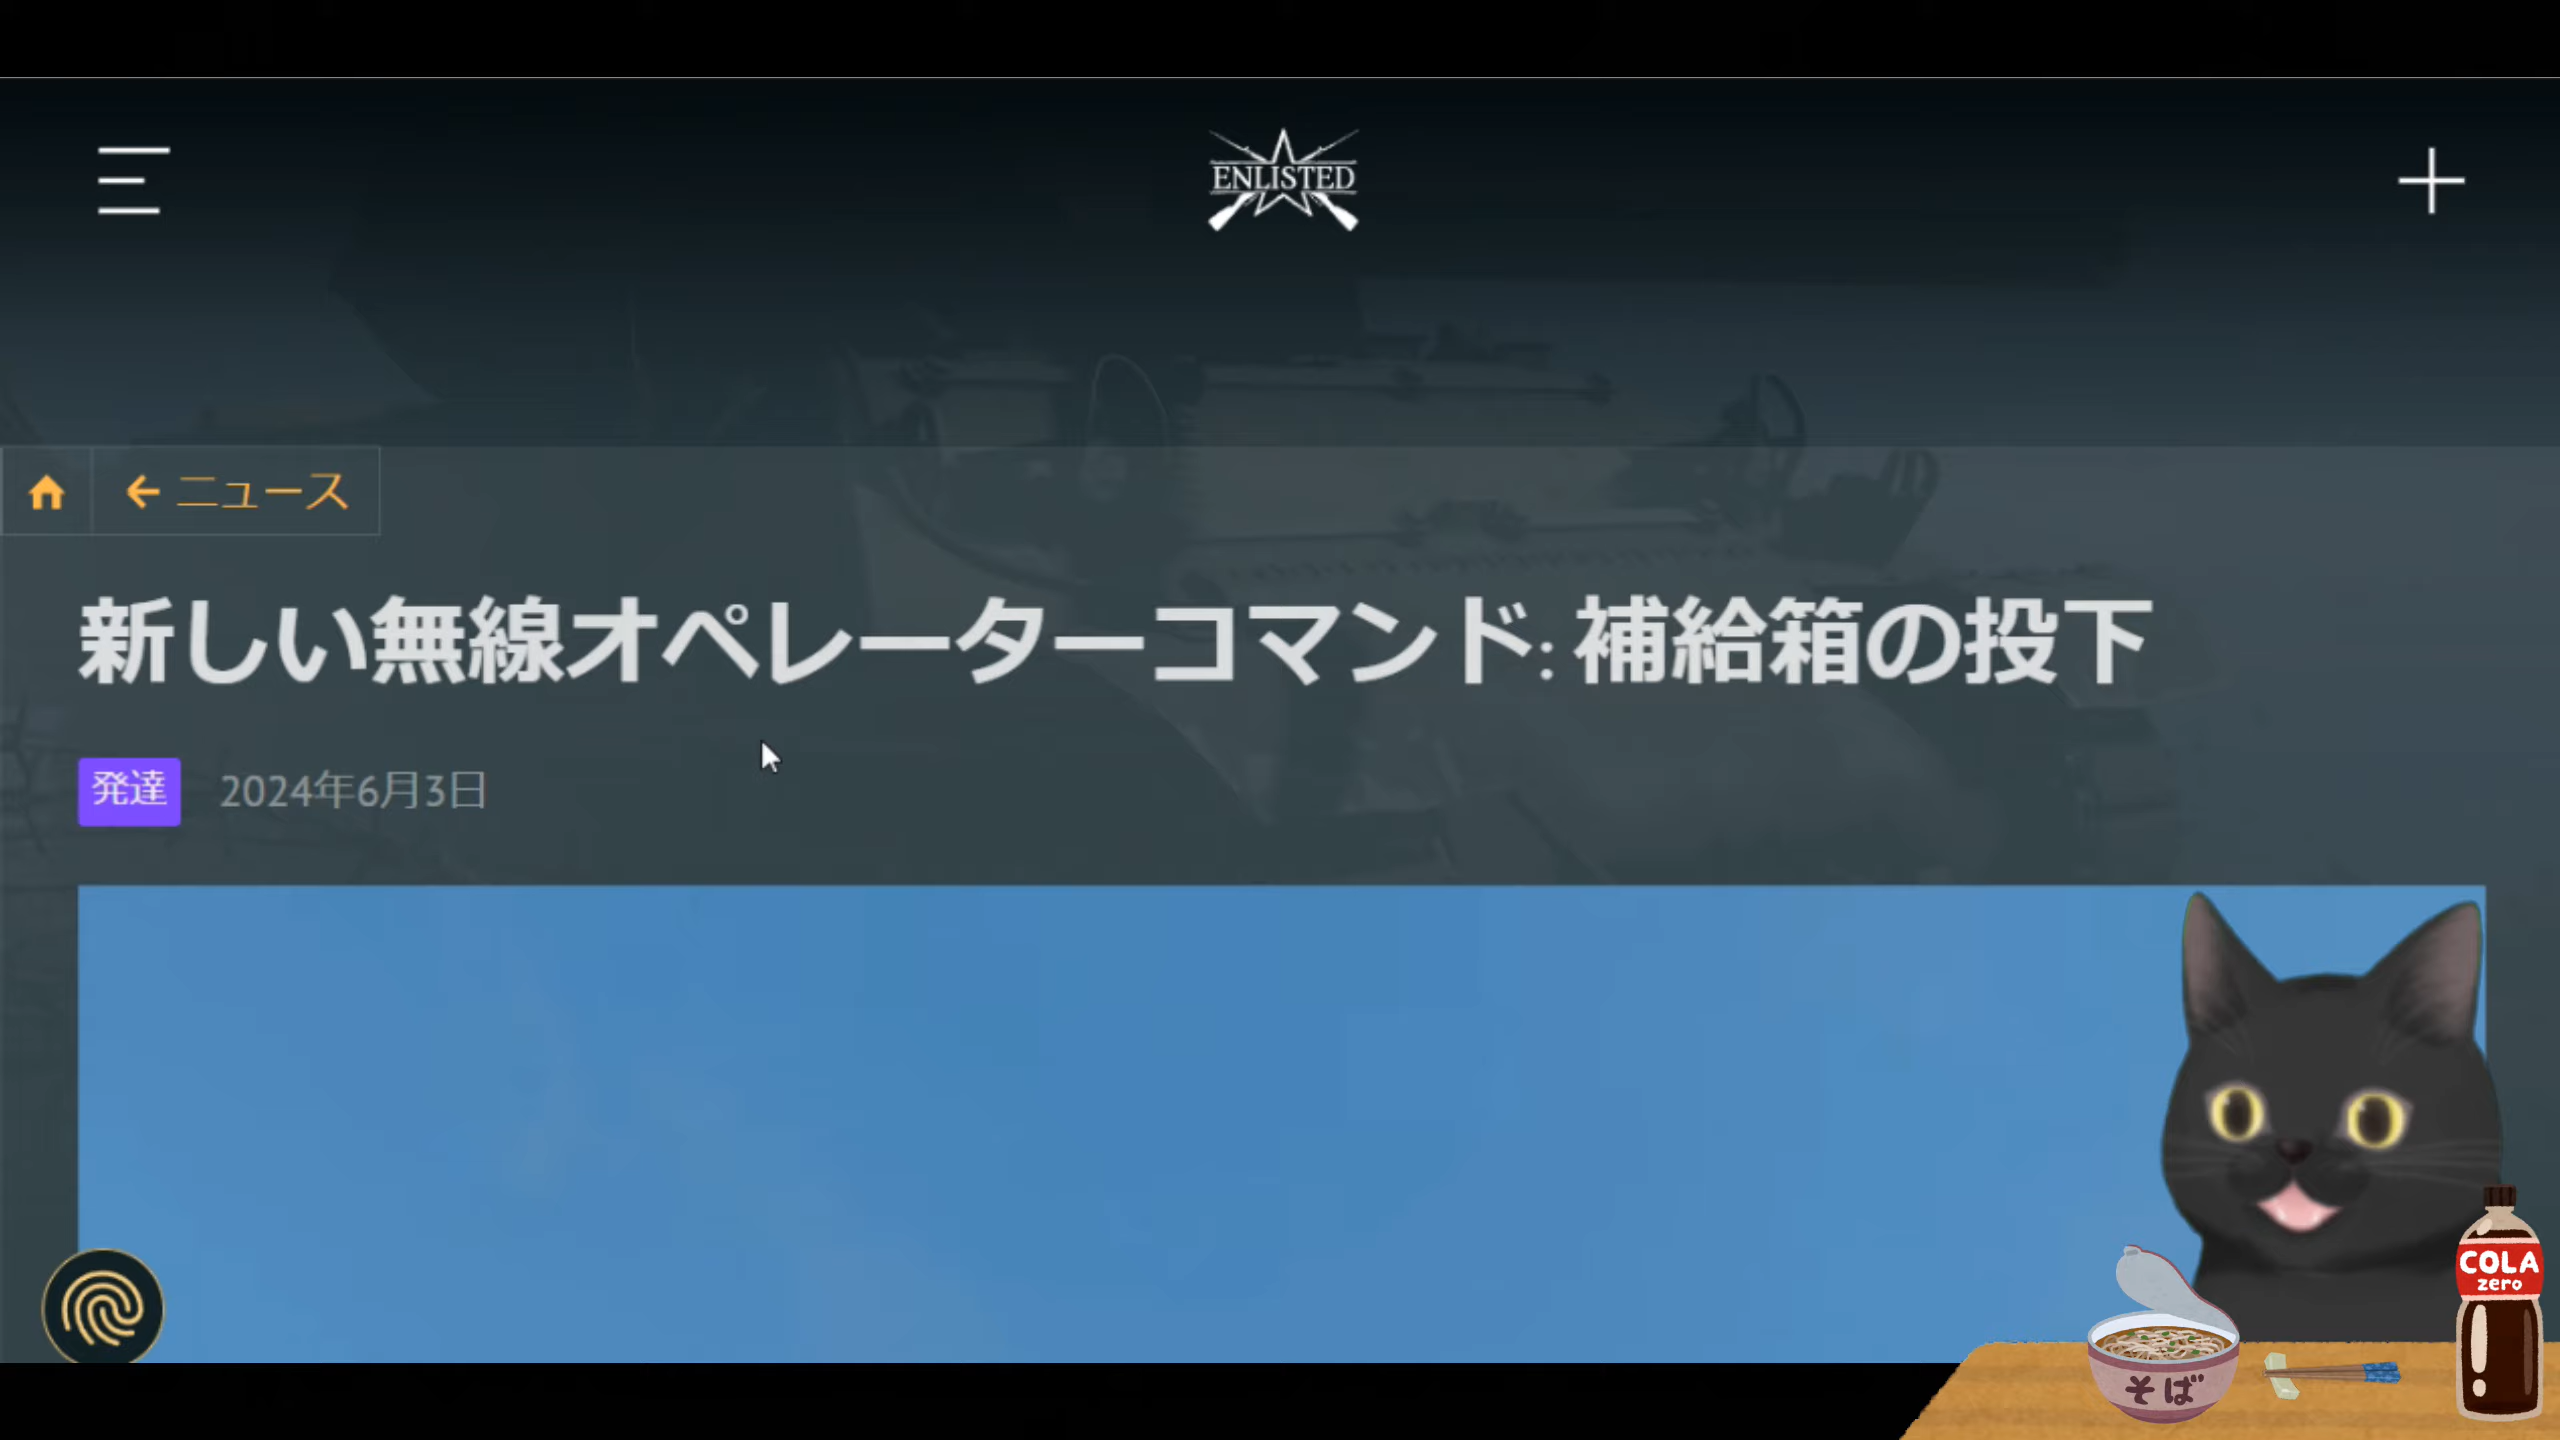 ENLISTED
ニュース
新しい無線オペレーターコマンド: 補給箱の投下
発達 2024年6月3日
COLA
zero
そば